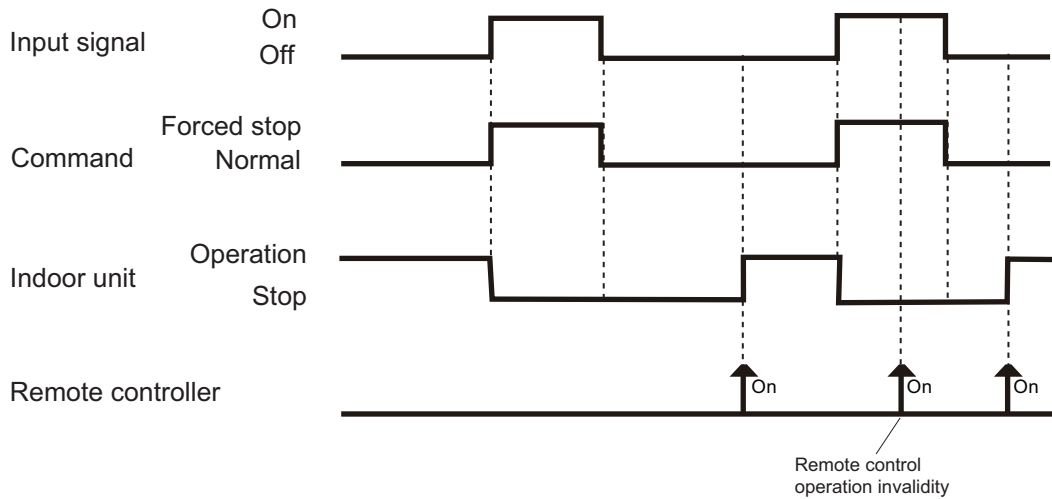 On
Input signal
Off
Forced stop
Command
Normal
Operation
Indoor unit
Stop
On
On
On
Remote controller
Remote control
operation invalidity